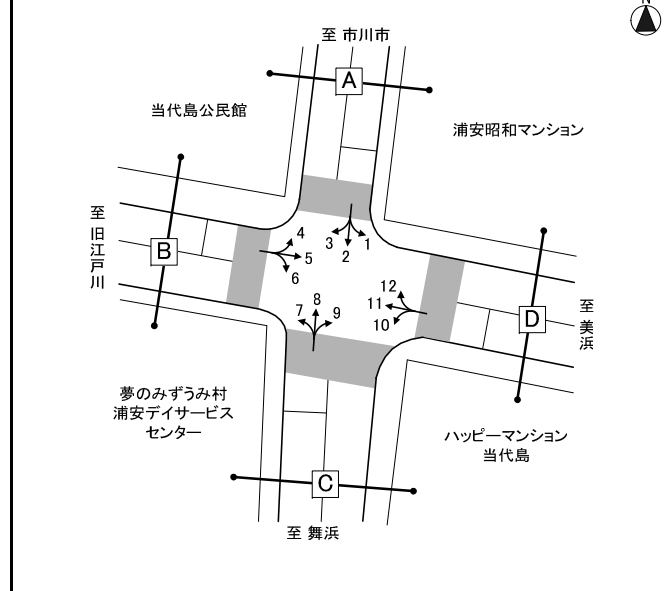 N
至 市川市
A
当代島公民館
浦安昭和マンション
至 旧江戸川
B
4
5
6
3
2
1
12
11
10
7
8
9
D
至 美浜
夢のみずうみ村
浦安デイサービス
センター
ハッピーマンション
当代島
C
至 舞浜